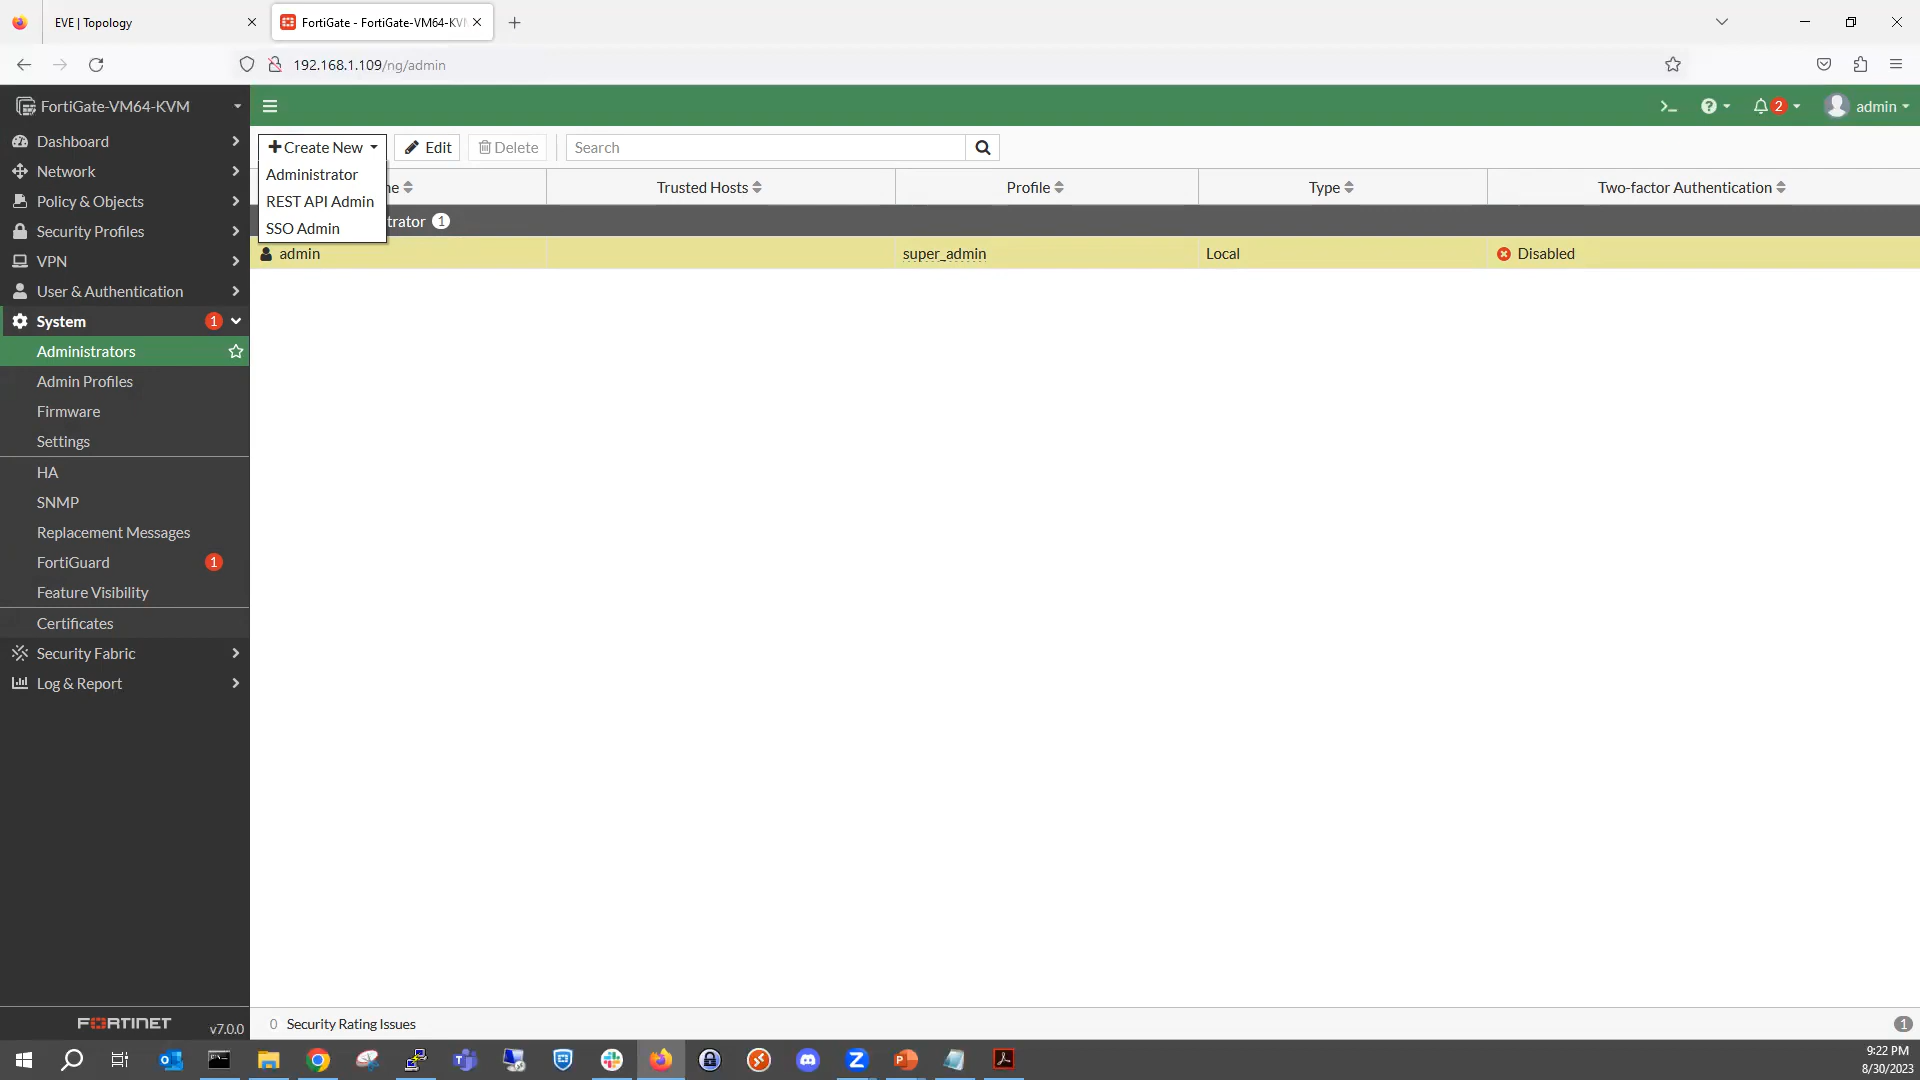 EVE | Topology
FortiGate - FortiGate-VM64-KVM
192.168.1.109/ng/admin
FortiGate-VM64-KVM
2
admin
Dashboard
Network
Policy & Objects
Security Profiles
VPN
User & Authentication
System
1
Administrators
Admin Profiles
Firmware
Settings
HA
SNMP
Replacement Messages
FortiGuard
1
Feature Visibility
Certificates
Security Fabric
Log & Report
FORTINET
v7.0.0
Create New
Edit
Delete
Search
Administrator
REST API Admin
SSO Admin
ne
Trusted Hosts
Profile
Type
Two-factor Authentication
trator 1
admin
super_admin
Local
Disabled
0 Security Rating Issues
1
9:22 PM
8/30/2023